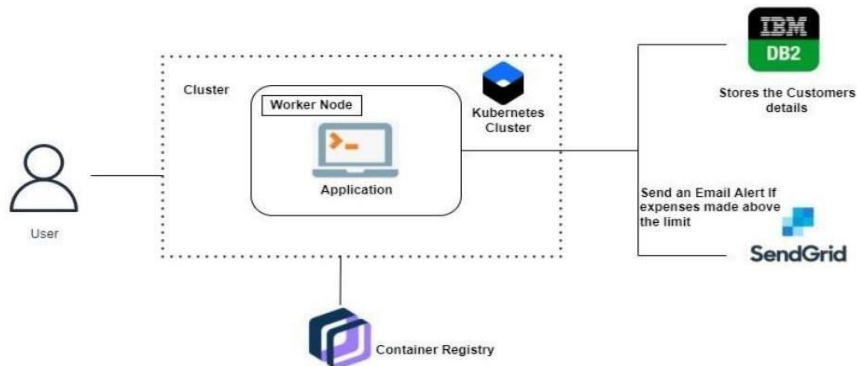 IBM
DB2
Stores the Customers
details
Cluster
Worker Node
Kubernetes
Cluster
Application
User
Send an Email Alert If
expenses made above
the limit
SendGrid
Container Registry